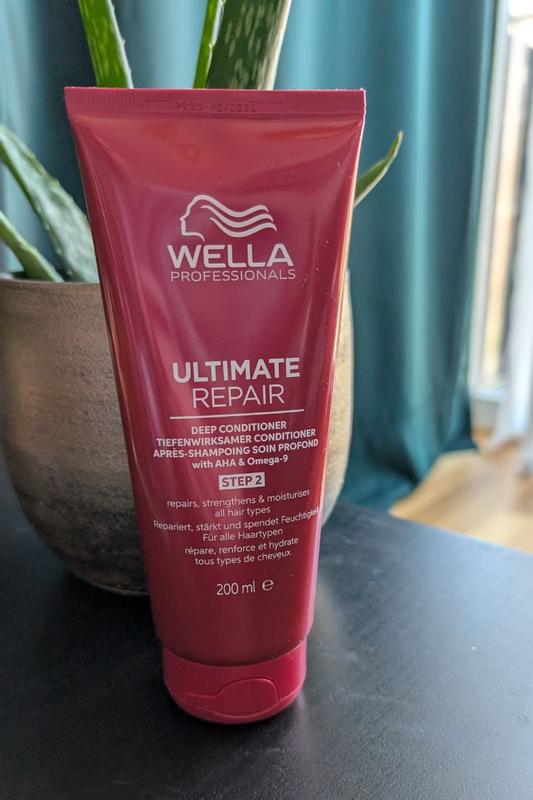 WELLA
PROFESSIONALS
ULTIMATE
REPAIR
DEEP CONDITIONER
TIEFENWIRKSAMER CONDITIONER
APRÈS-SHAMPOING SOIN PROFOND
with AHA & Omega-9
STEP 2
repairs, strengthens & moisturises
all hair types
Repariert, stärkt und spendet Feuchtigkeit
Für alle Haartypen
répare, renforce et hydrate
tous types de cheveux
200 ml e